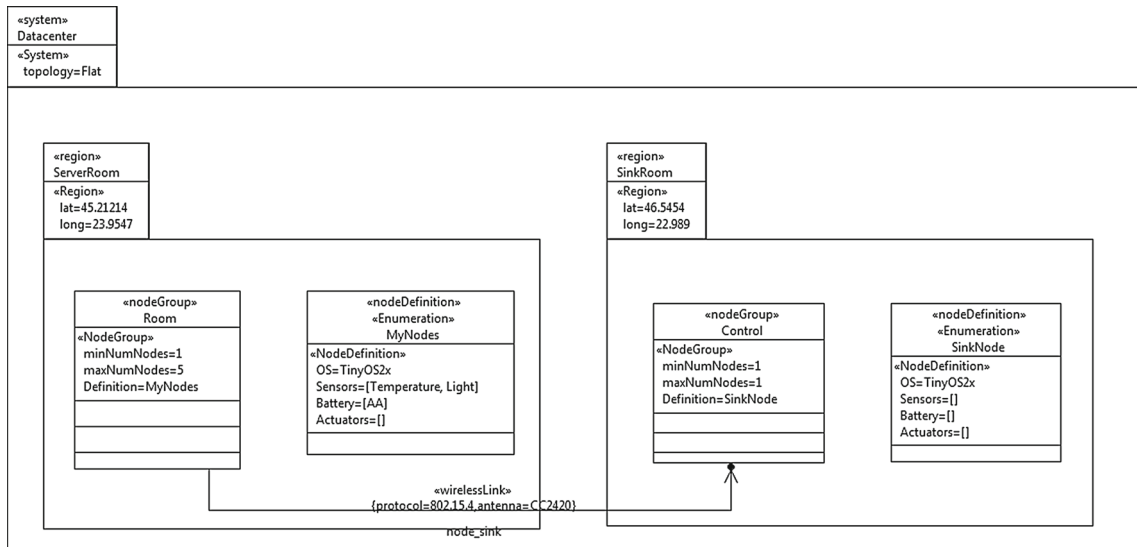 «system»
Datacenter
«System»
topology=Flat
«region»
ServerRoom
«Region»
lat=45.21214
long=23.9547
«nodeGroup»
Room
«NodeGroup»
minNumNodes=1
maxNumNodes=5
Definition=MyNodes
«nodeDefinition»
«Enumeration»
MyNodes
«NodeDefinition»
OS=TinyOS2x
Sensors=[Temperature, Light]
Battery=[AA]
Actuators=[]
«region»
SinkRoom
«Region»
lat=46.5454
long=22.989
«nodeGroup»
Control
«NodeGroup»
minNumNodes=1
maxNumNodes=1
Definition=SinkNode
«nodeDefinition»
«Enumeration»
SinkNode
«NodeDefinition»
OS=TinyOS2x
Sensors=[]
Battery=[]
Actuators=[]
«wirelessLink»
{protocol=802.15.4,antenna=CC2420}
node_sink